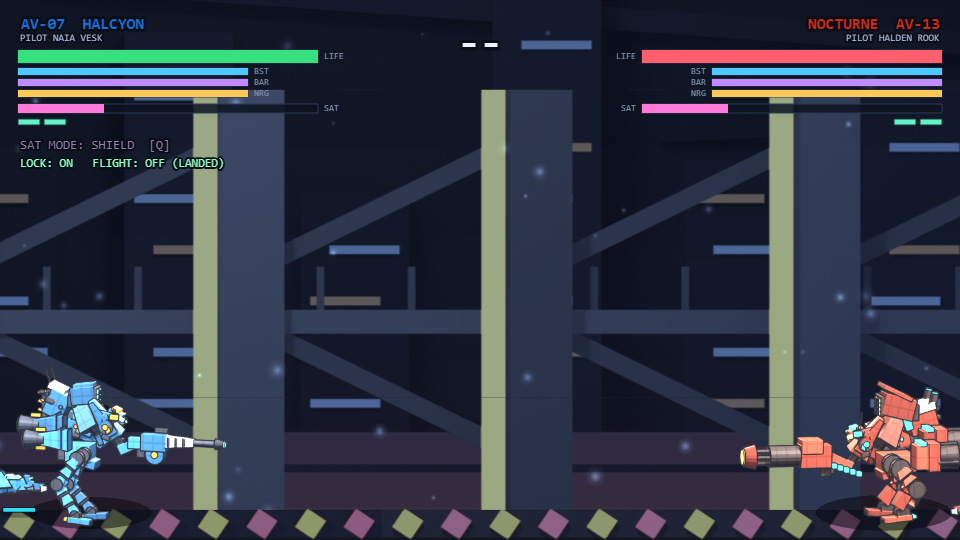 AV-07 HALCYON
PILOT NAIA VESK
LIFE
BST
BAR
NRG
SAT
SAT MODE: SHIELD [Q]
LOCK: ON FLIGHT: OFF (LANDED)
--
NOCTURNE AV-13
PILOT HALDEN ROOK
LIFE
BST
BAR
NRG
SAT